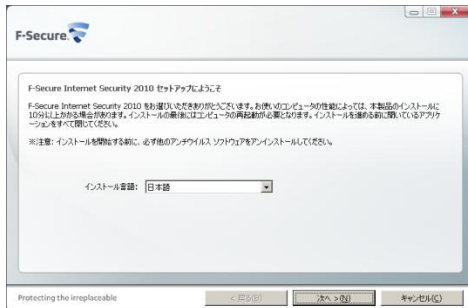 F-Secure.
F-Secure Internet Security 2010 セットアップにようこそ
F-Secure Internet Security 2010 をお選びいただきありがとうございます。お使いのコンピュータの性能によっては、本製品のインストールに
10分以上かかる場合があります。インストールの最後にはコンピュータの再起動が必要となります。インストールを進める前に開いているアプリケ
ーションをすべて閉じてください。
※注意: インストールを開始する前に、必ず他のアンチウイルス ソフトウェアをアンインストールしてください。
インストール言語: 日本語
Protecting the irreplaceable < 戻る(B) 次へ >(N) キャンセル(C)